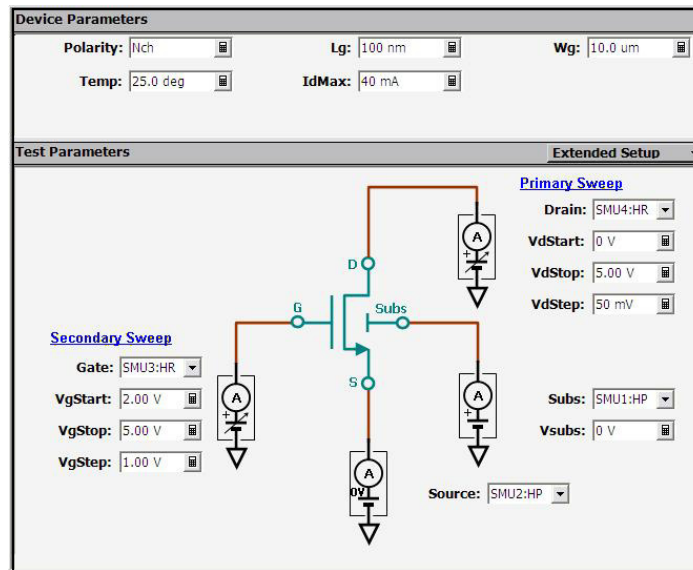 Device Parameters
Polarity: Nch Lg: 100 nm Wg: 10.0 um
Temp: 25.0 deg IdMax: 40 mA
Test Parameters Extended Setup
Primary Sweep
Drain: SMU4:HR
VdStart: 0 V
VdStop: 5.00 V
VdStep: 50 mV
A
+
D
G
Subs
S
Secondary Sweep
Gate: SMU3:HR
VgStart: 2.00 V
VgStop: 5.00 V
VgStep: 1.00 V
A
+
A
+
Subs: SMU1:HP
Vsubs: 0 V
A
0V
Source: SMU2:HP